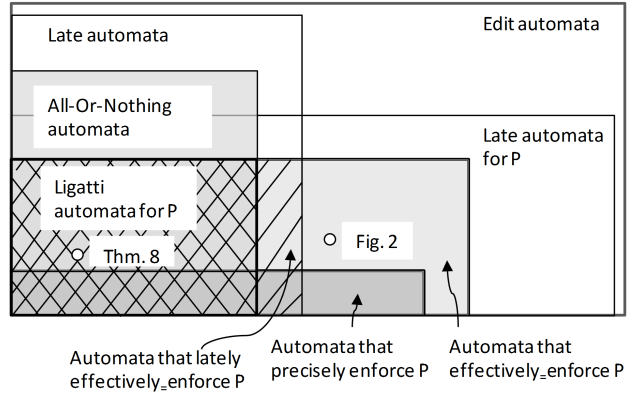 Late automata
Edit automata
All-Or-Nothing
automata
Late automata
for P
Ligatti
automata for P
Thm. 8
Fig. 2
Automata that lately
effectively=enforce P
Automata that
precisely enforce P
Automata that
effectively=enforce P